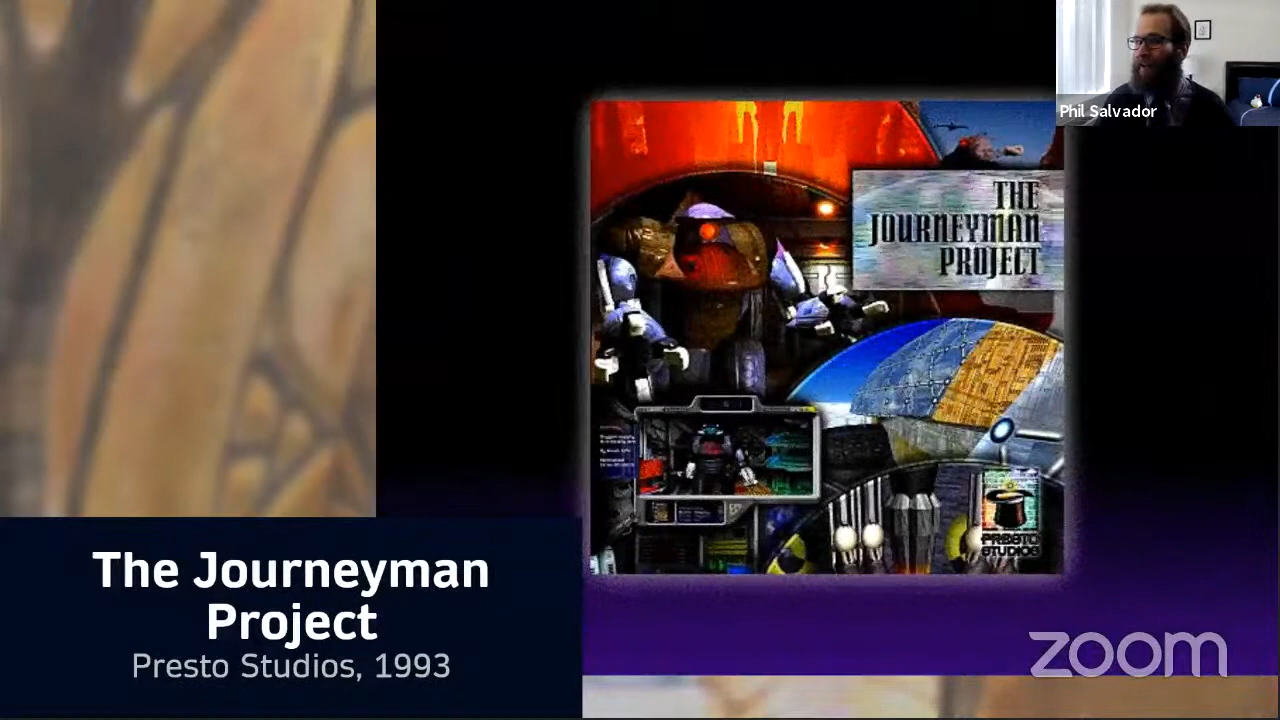 Phil Salvador
THE
JOURNEYMAN
PROJECT
PRESTO
STUDIOS
The Journeyman
Project
Presto Studios, 1993
zoom